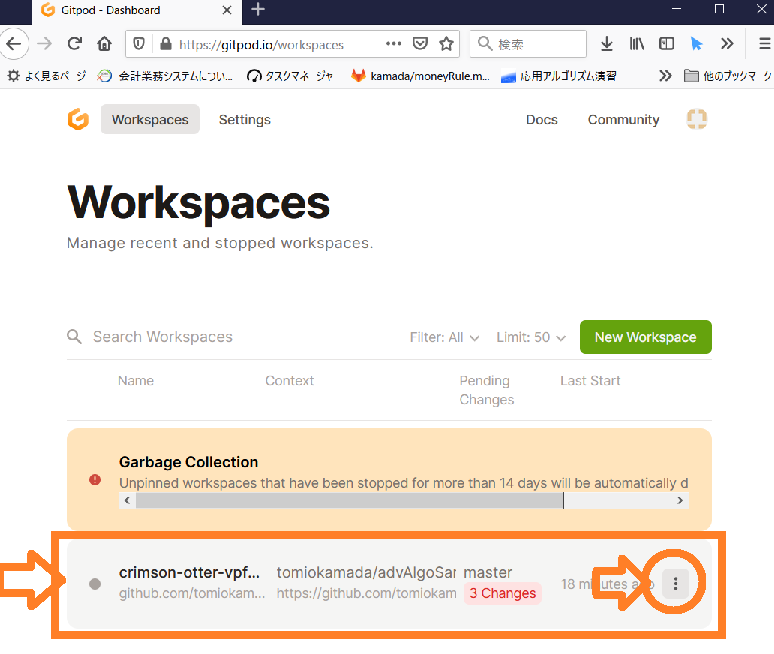 Gitpod - Dashboard
https://gitpod.io/workspaces
検索
よく見るページ
会計業務システムについ...
タスクマネージャ
kamada/moneyRule.m...
応用アルゴリズム演習
他のブックマーク
Workspaces
Settings
Docs
Community
Workspaces
Manage recent and stopped workspaces.
Search Workspaces
Filter: All
Limit: 50
New Workspace
Name
Context
Pending
Changes
Last Start
Garbage Collection
Unpinned workspaces that have been stopped for more than 14 days will be automatically d
crimson-otter-vpf...
tomiokamada/advAlgoSar
master
github.com/tomiokam...
https://github.com/tomiokam
3 Changes
18 minutes ago